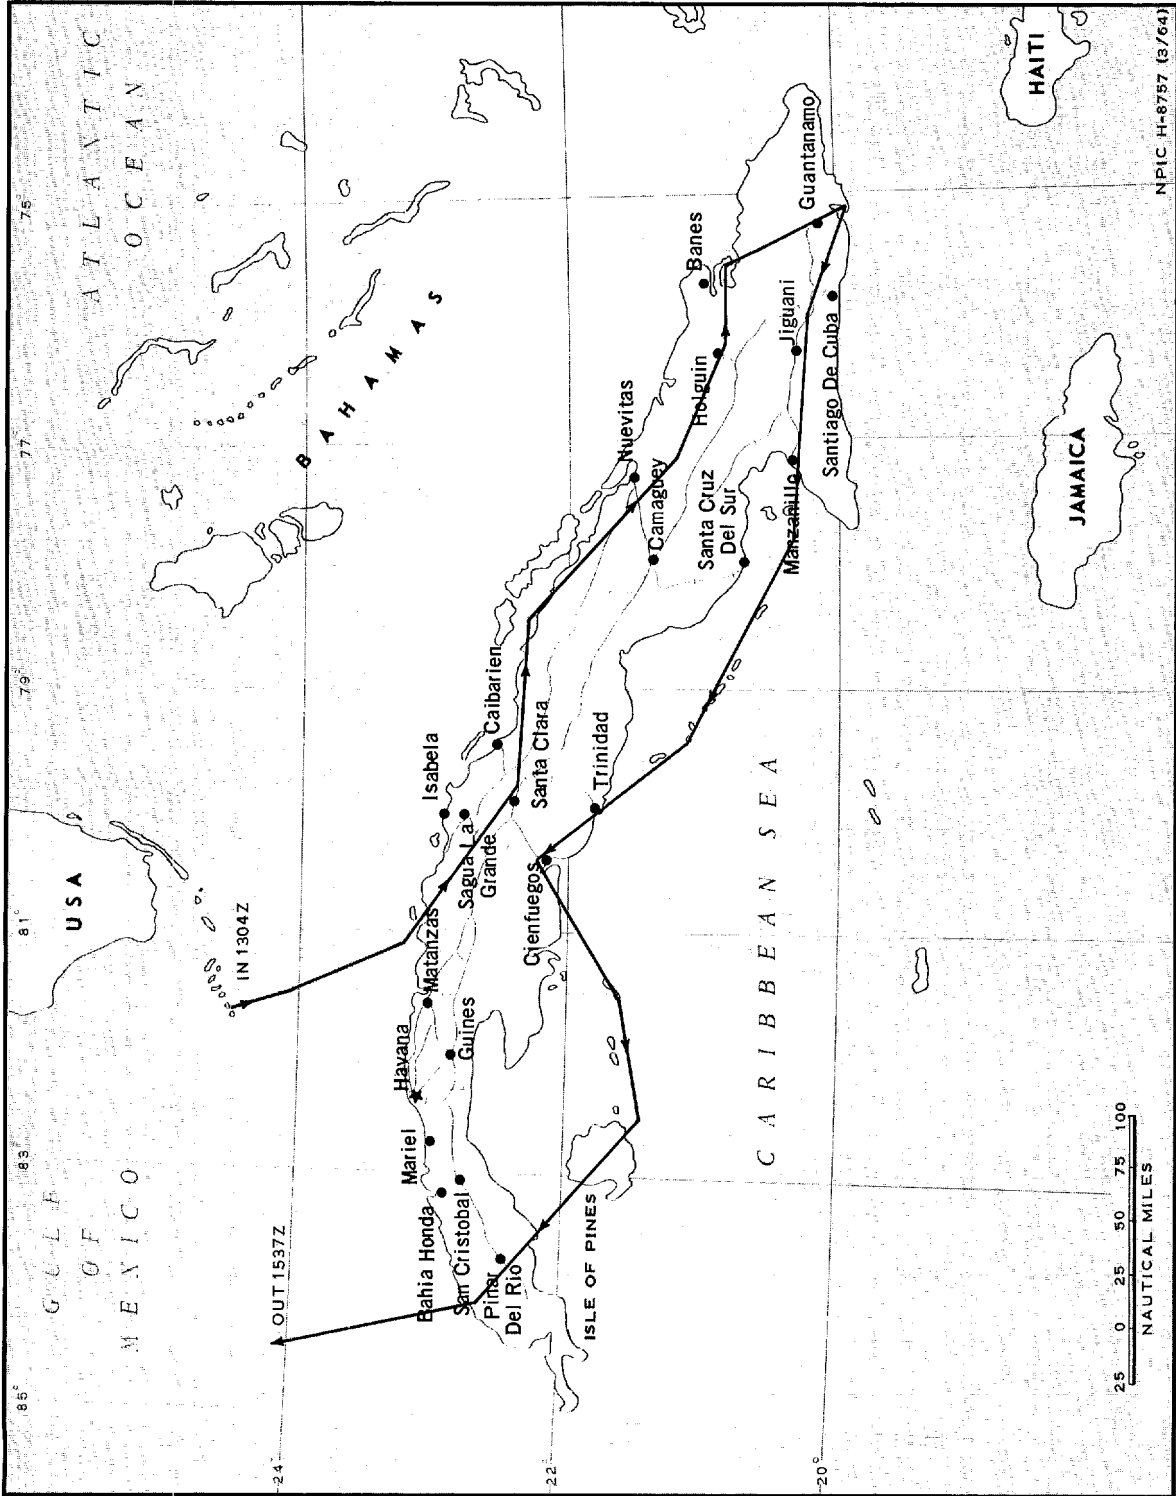 85°
83°
81°
79°
77°
75°
GULF
OF
MEXICO
USA
ATLANTIC
OCEAN
BAHAMAS
24
22
20°
OUT 1537Z
IN 1304Z
Havana
Mariel
Bahia Honda
San Cristobal
Pinar
Del Rio
Guines
Matanzas
Isabela
Sagua La
Grande
Caibarien
Santa Clara
Cienfuegos
Trinidad
Nuevitas
Camaguey
Santa Cruz
Del Sur
Holguin
Banes
Manzanillo
Jiguani
Santiago De Cuba
Guantanamo
ISLE OF PINES
CARIBBEAN SEA
JAMAICA
HAITI
25 0 25 50 75 100
NAUTICAL MILES
NPIC H-8757 (3/64)